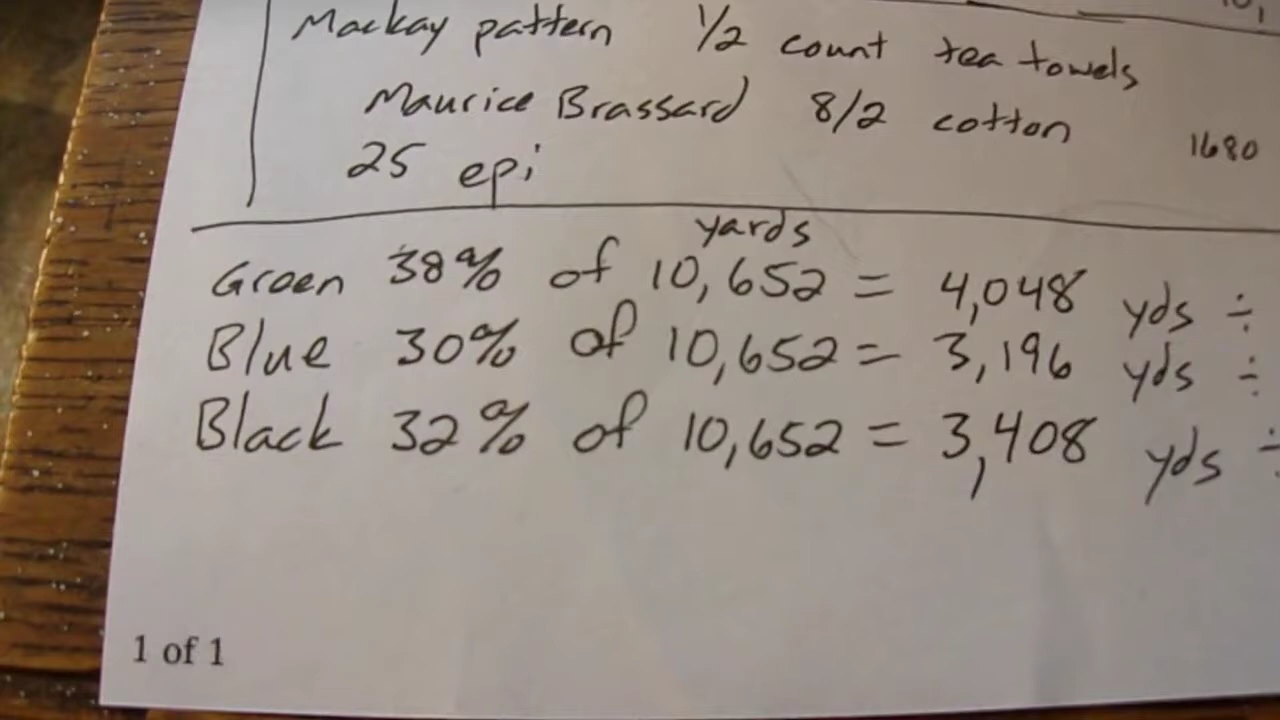 Mackay pattern 1/2 count tea towels
Maurice Brassard 8/2 cotton 1680
25 epi
yards
Green 38% of 10,652 = 4,048 yds ÷
Blue 30% of 10,652 = 3,196 yds ÷
Black 32% of 10,652 = 3,408 yds ÷
1 of 1